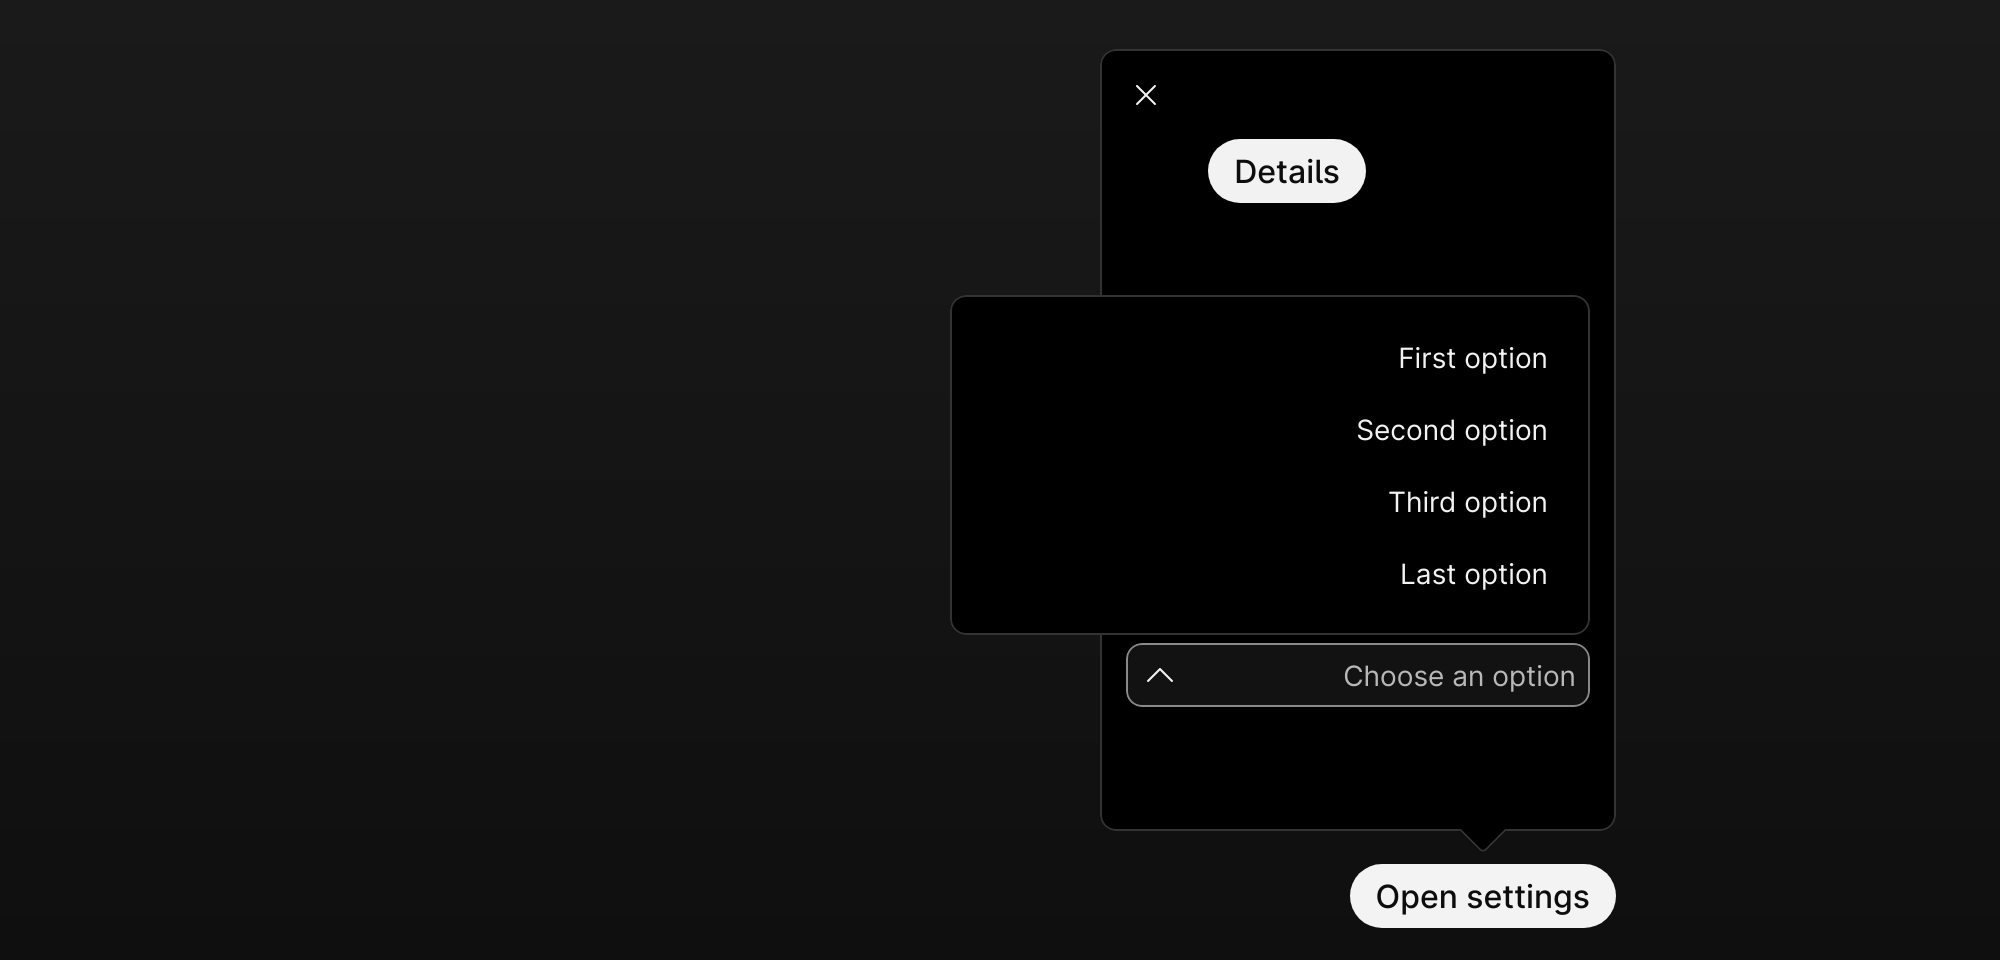 Details
First option
Second option
Third option
Last option
Choose an option
Open settings